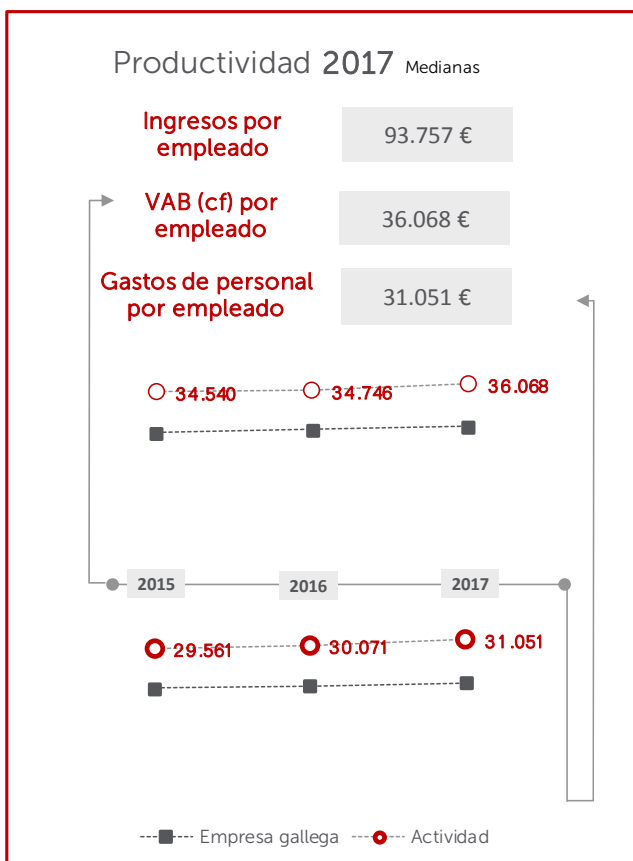 Productividad 2017 Medianas
Ingresos por
empleado
93.757 €
VAB (cf) por
empleado
36.068 €
Gastos de personal
por empleado
31.051 €
34.540
34.746
36.068
2015
2016
2017
29.561
30.071
31.051
Empresa gallega
Actividad